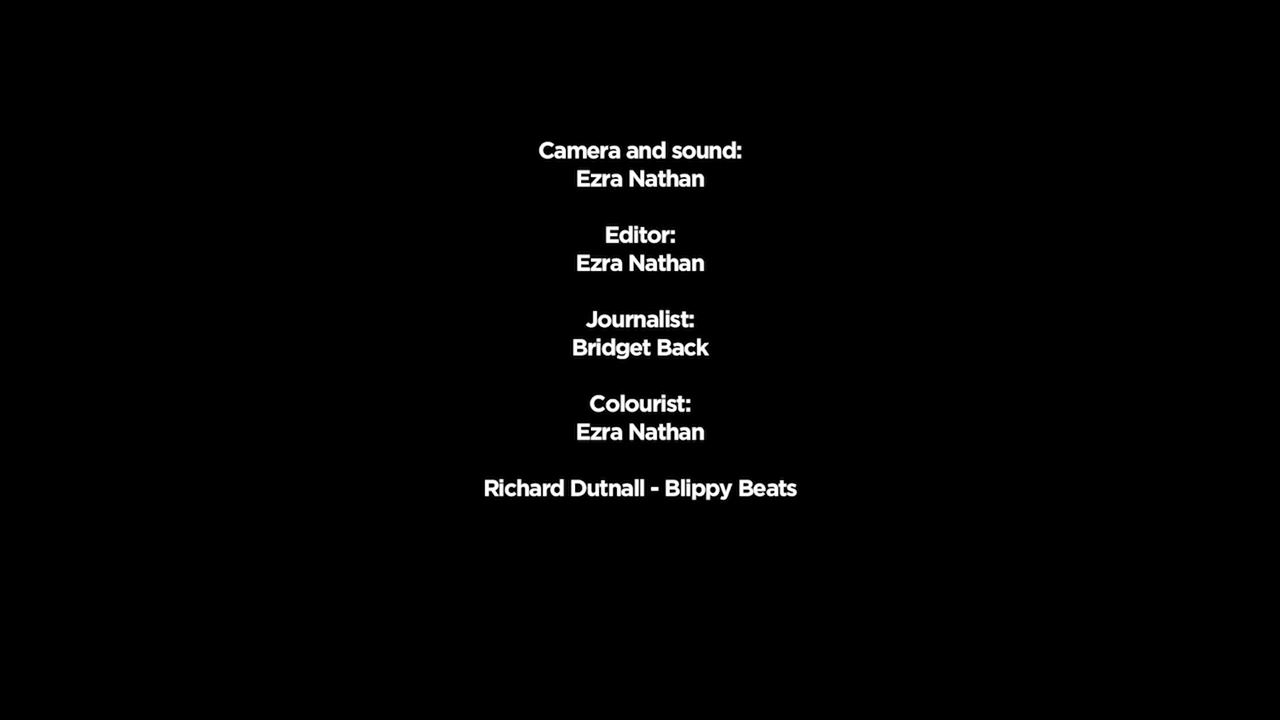 Camera and sound:
Ezra Nathan
Editor:
Ezra Nathan
Journalist:
Bridget Back
Colourist:
Ezra Nathan
Richard Dutnall - Blippy Beats